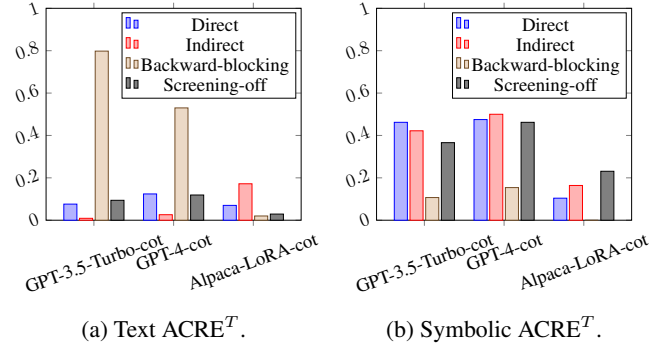 1
0.8
0.6
0.4
0.2
0
Direct
Indirect
Backward-blocking
Screening-off
GPT-3.5-Turbo-cot
GPT-4-cot
Alpaca-LoRA-cot
(a) Text ACRE^T.
1
0.8
0.6
0.4
0.2
0
Direct
Indirect
Backward-blocking
Screening-off
GPT-3.5-Turbo-cot
GPT-4-cot
Alpaca-LoRA-cot
(b) Symbolic ACRE^T.